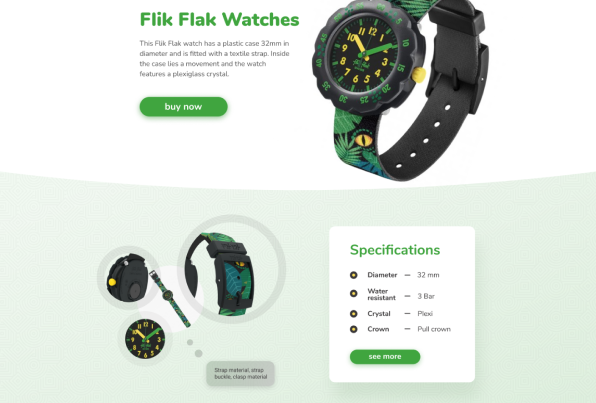 Flik Flak Watches
This Flik Flak watch has a plastic case 32mm in
diameter and is fitted with a textile strap. Inside
the case lies a movement and the watch
features a plexiglass crystal.
buy now
Specifications
Diameter — 32 mm
Water
resistant — 3 Bar
Crystal — Plexi
Crown — Pull crown
see more
Strap material, strap
buckle, clasp material